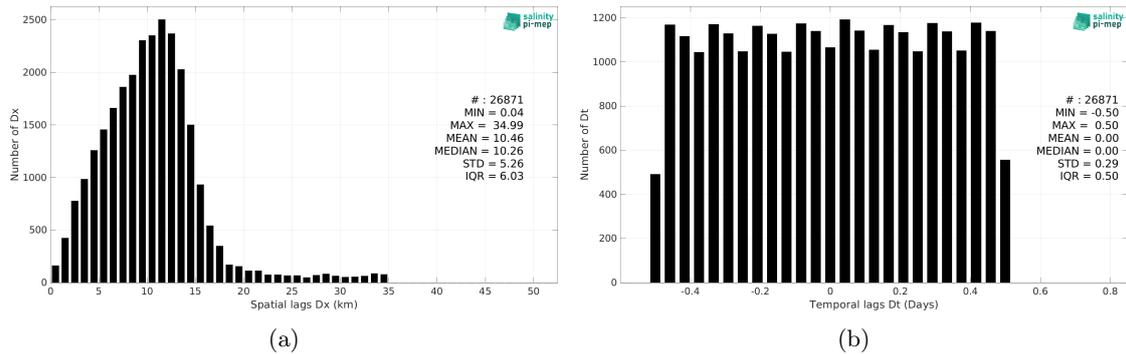 2500
2000
1500
1000
500
0
Number of Dx
salinity
pi-mep
# : 26871
MIN = 0.04
MAX = 34.99
MEAN = 10.46
MEDIAN = 10.26
STD = 5.26
IQR = 6.03
0 5 10 15 20 25 30 35 40 45 50
Spatial lags Dx (km)
(a)
1200
1000
800
600
400
200
0
Number of Dt
salinity
pi-mep
# : 26871
MIN = -0.50
MAX = 0.50
MEAN = 0.00
MEDIAN = 0.00
STD = 0.29
IQR = 0.50
-0.4 -0.2 0 0.2 0.4 0.6 0.8
Temporal lags Dt (Days)
(b)